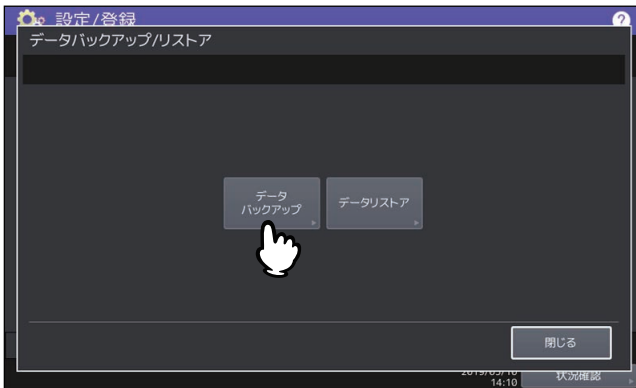 設定/登録
?
データバックアップ/リストア
データ
バックアップ
データリストア
閉じる
14:10
状況確認